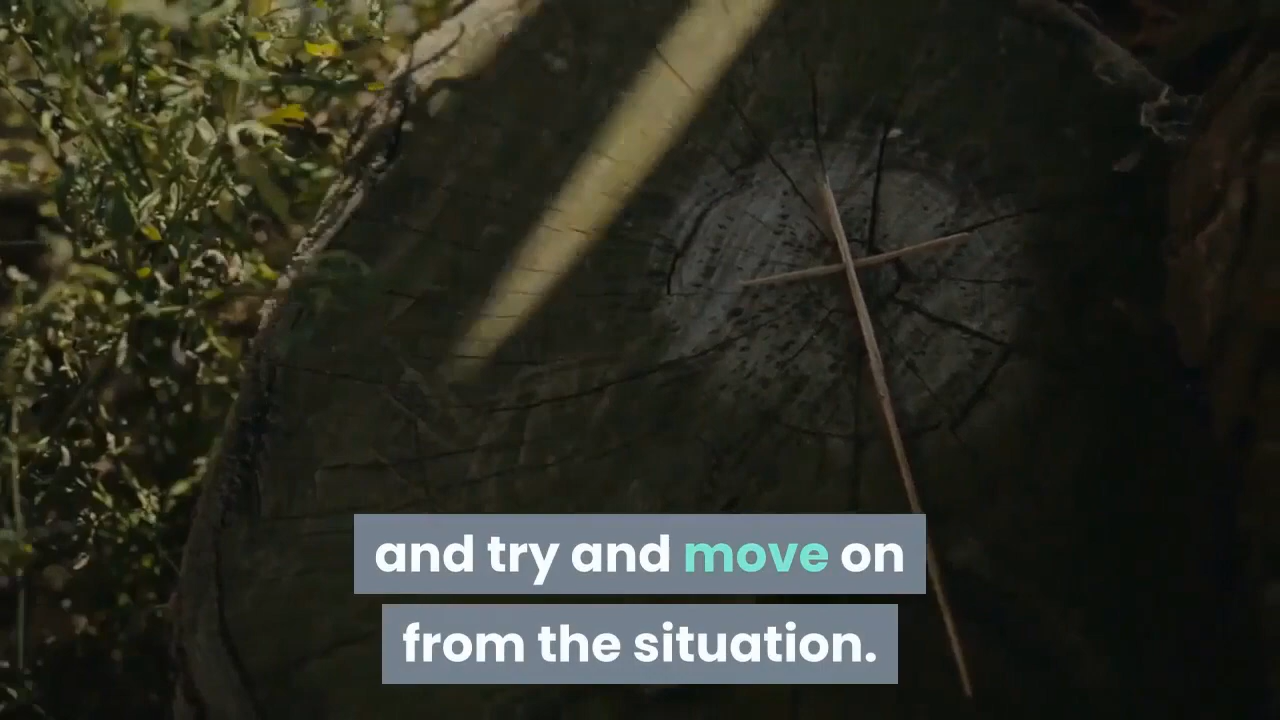 and try and move on
from the situation.